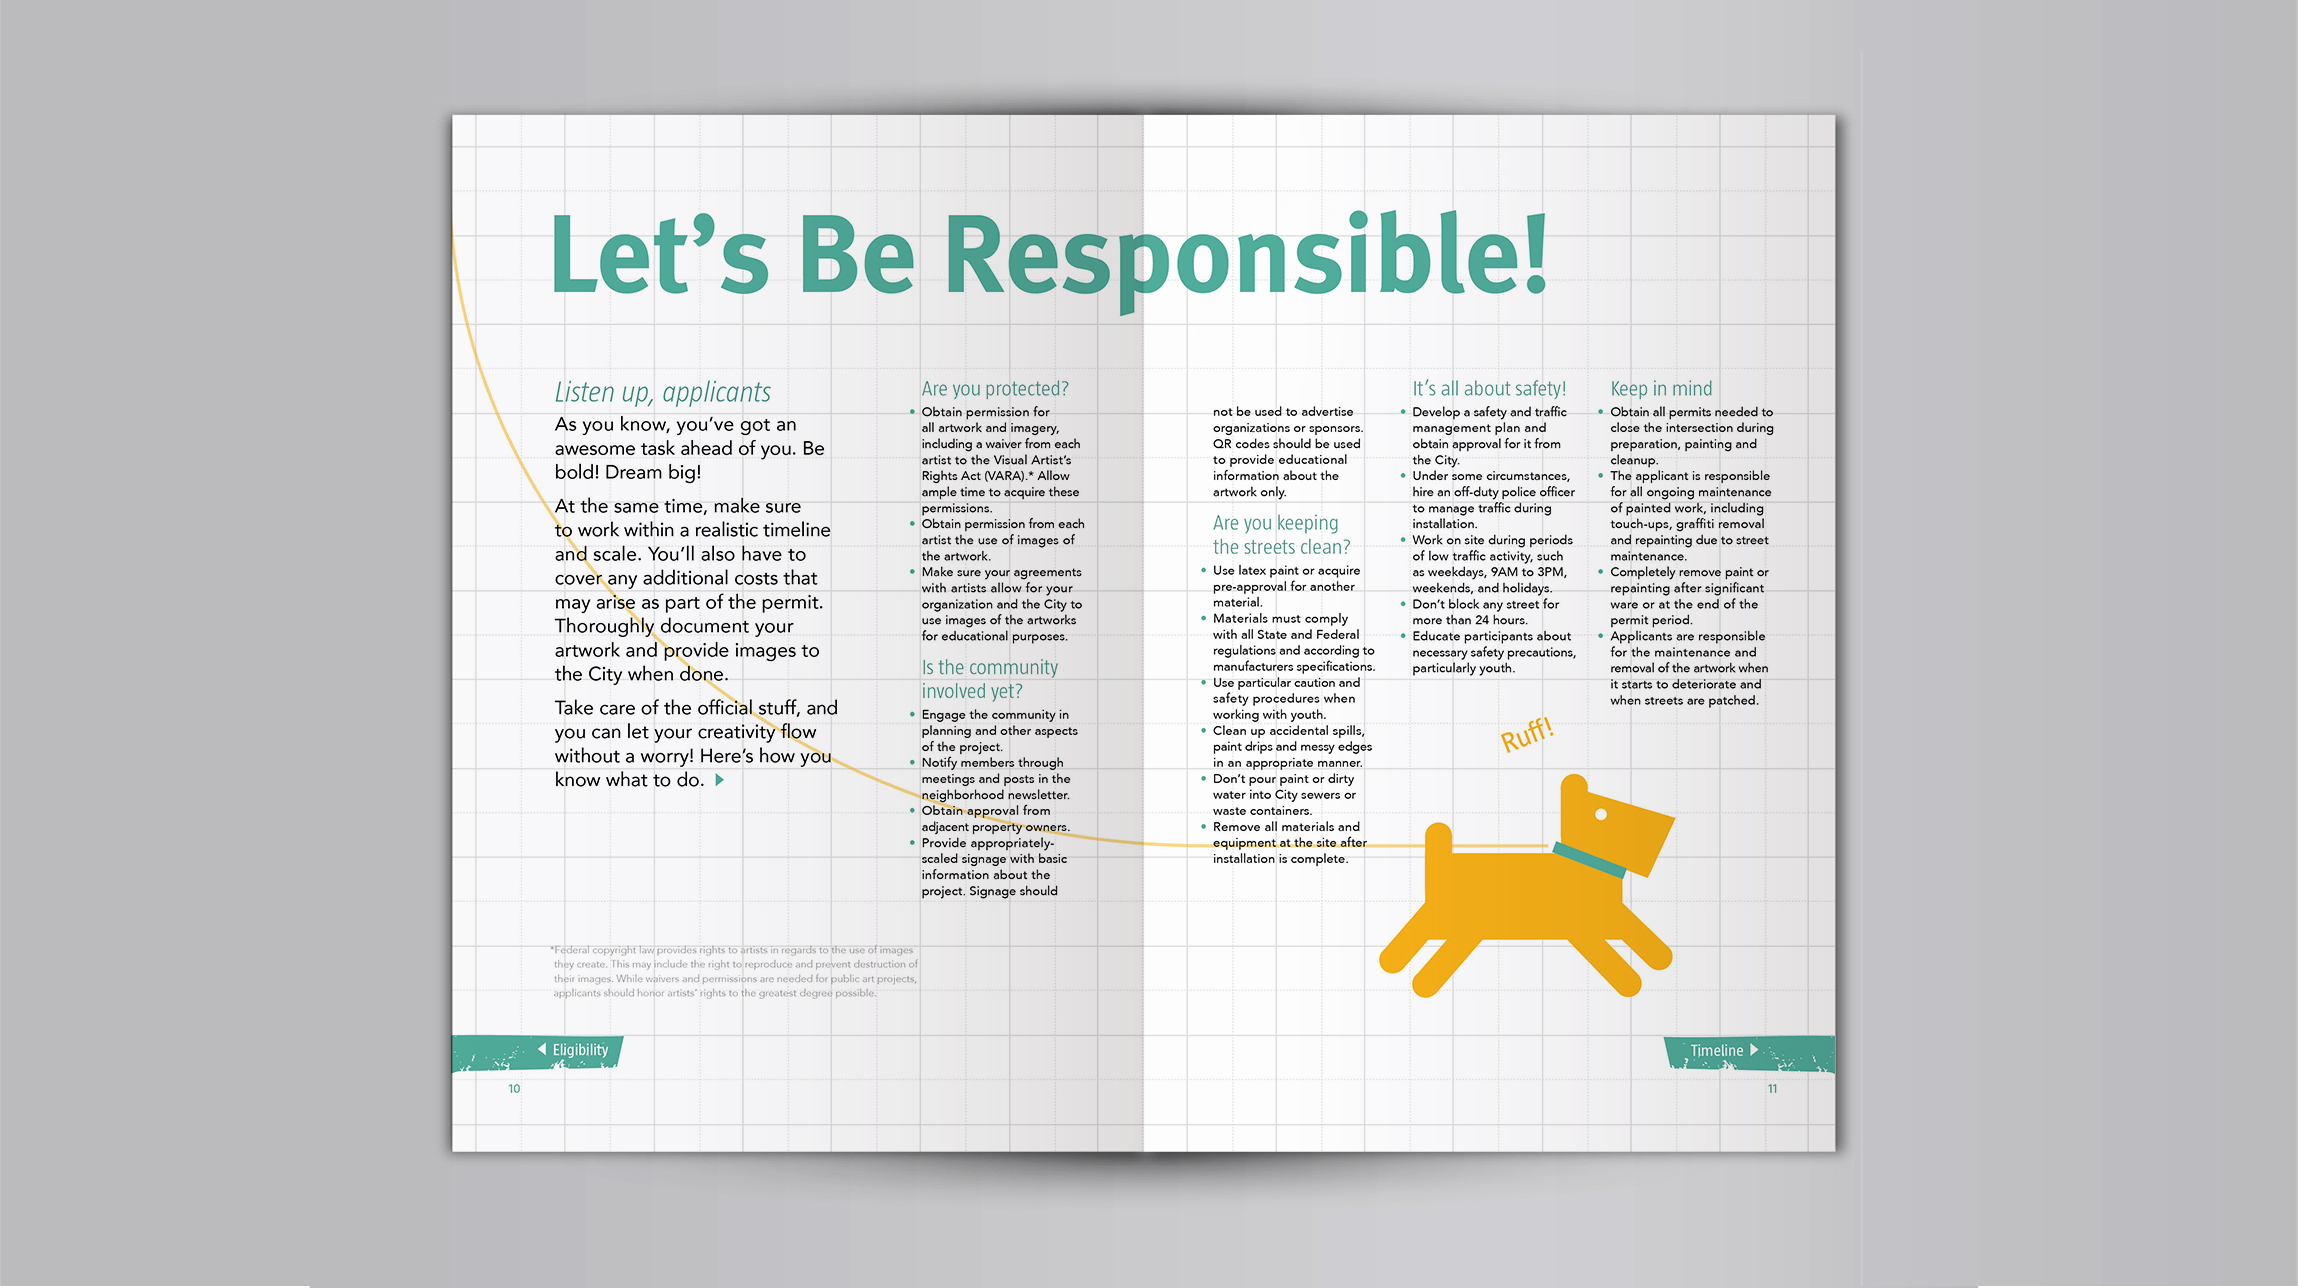 Let's Be Responsible!
Listen up, applicants
As you know, you've got an
awesome task ahead of you. Be
bold! Dream big!
At the same time, make sure
to work within a realistic timeline
and scale. You'll also have to
cover any additional costs that
may arise as part of the permit.
Thoroughly document your
artwork and provide images to
the City when done.
Take care of the official stuff, and
you can let your creativity flow
without a worry! Here's how you
know what to do.
*Federal copyright law provides rights to artists in regards to the use of images
they create. This may include the right to reproduce and prevent destruction of
their images. While waivers and permissions are needed for public art projects,
applicants should honor artists' rights to the greatest degree possible.
Are you protected?
• Obtain permission for
all artwork and imagery,
including a waiver from each
artist to the Visual Artist's
Rights Act (VARA).* Allow
ample time to acquire these
permissions.
• Obtain permission from each
artist the use of images of
the artwork.
• Make sure your agreements
with artists allow for your
organization and the City to
use images of the artworks
for educational purposes.
Is the community
involved yet?
• Engage the community in
planning and other aspects
of the project.
• Notify members through
meetings and posts in the
neighborhood newsletter.
• Obtain approval from
adjacent property owners.
• Provide appropriately-
scaled signage with basic
information about the
project. Signage should
not be used to advertise
organizations or sponsors.
QR codes should be used
to provide educational
information about the
artwork only.
Are you keeping
the streets clean?
• Use latex paint or acquire
pre-approval for another
material.
• Materials must comply
with all State and Federal
regulations and according to
manufacturers specifications.
• Use particular caution and
safety procedures when
working with youth.
• Clean up accidental spills,
paint drips and messy edges
in an appropriate manner.
• Don't pour paint or dirty
water into City sewers or
waste containers.
• Remove all materials and
equipment at the site after
installation is complete.
It's all about safety!
• Develop a safety and traffic
management plan and
obtain approval for it from
the City.
• Under some circumstances,
hire an off-duty police officer
to manage traffic during
installation.
• Work on site during periods
of low traffic activity, such
as weekdays, 9AM to 3PM,
weekends, and holidays.
• Don't block any street for
more than 24 hours.
• Educate participants about
necessary safety precautions,
particularly youth.
Keep in mind
• Obtain all permits needed to
close the intersection during
preparation, painting and
cleanup.
• The applicant is responsible
for all ongoing maintenance
of painted work, including
touch-ups, graffiti removal
and repainting due to street
maintenance.
• Completely remove paint or
repainting after significant
ware or at the end of the
permit period.
• Applicants are responsible
for the maintenance and
removal of the artwork when
it starts to deteriorate and
when streets are patched.
Ruff!
Eligibility
10
Timeline
11